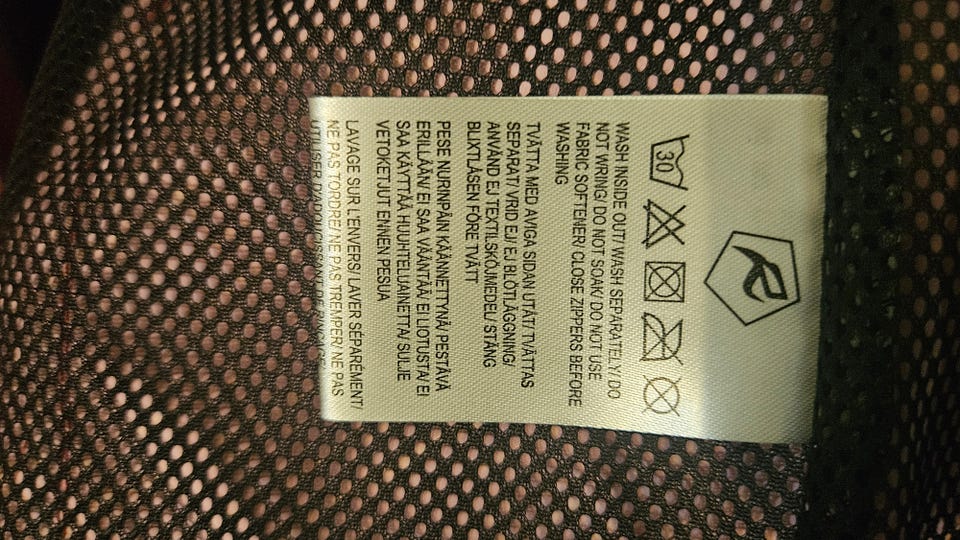 30
WASH INSIDE OUT/ WASH SEPARATELY/ DO
NOT WIRING/ DO NOT SOAK/ DO NOT USE
FABRIC SOFTENER/ CLOSE ZIPPERS BEFORE
WASHING
TVÄTTA MED AVIGA SIDAN UTÅT/ TVÄTTAS
SEPARAT/ VRID EJ/ EJ BLÖTLÄGGNING/
ANVÄND EJ TEXTILSKÖLJMEDEL/ STÄNG
BLIXTLÅSEN FÖRE TVÄTT
PESE NURINPÄIN KÄÄNNETTYNÄ/ PESTÄVÄ
ERILLÄÄN/ EI SAA VÄÄNTÄÄ/ EI LIOTUSTA/ EI
SAA KÄYTTÄÄ HUUHTELUAINETTA/ SULJE
VETOKETJUT ENNEN PESUA
LAVAGE SUR L'ENVERS/ LAVER SÉPARÉMENT/
NE PAS TORDRE/ NE PAS TREMPER/ NE PAS